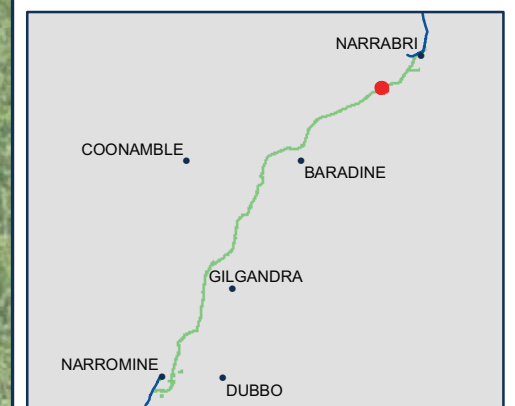 NARRABRI
COONAMBLE
BARADINE
GILGANDRA
NARROMINE
DUBBO